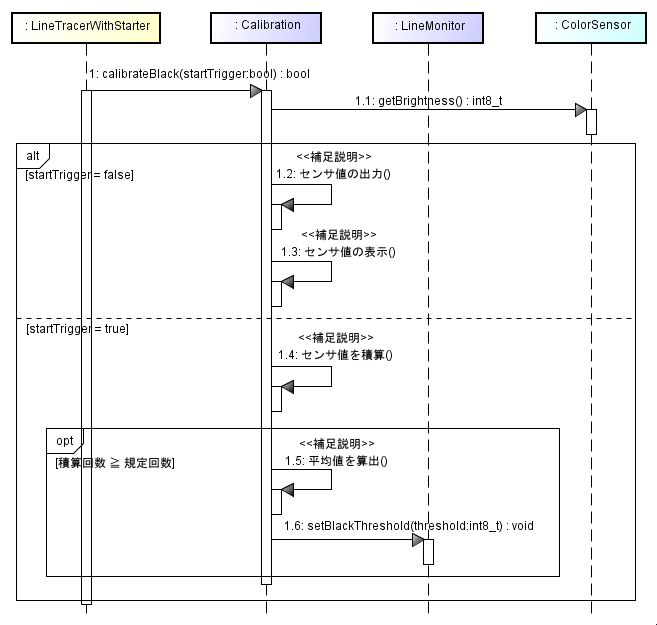 : LineTracerWithStarter
: Calibration
: LineMonitor
: ColorSensor
1: calibrateBlack(startTrigger:bool) : bool
1.1: getBrightness() : int8_t
alt
[startTrigger = false]
<<補足説明>>
1.2: センサ値の出力()
<<補足説明>>
1.3: センサ値の表示()
[startTrigger = true]
<<補足説明>>
1.4: センサ値を積算()
opt
[積算回数 ≧ 規定回数]
<<補足説明>>
1.5: 平均値を算出()
1.6: setBlackThreshold(threshold:int8_t) : void